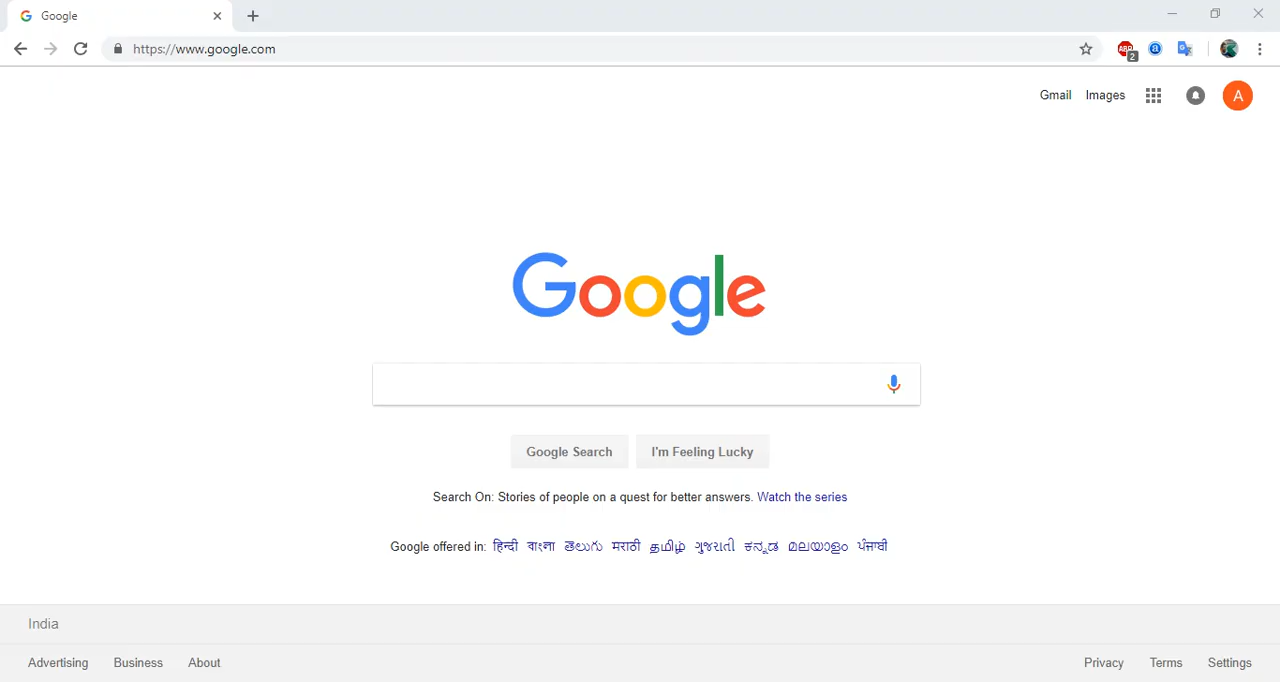 Google
https://www.google.com
ABP 2 a G
Gmail Images A
Google
Google Search I'm Feeling Lucky
Search On: Stories of people on a quest for better answers. Watch the series
Google offered in: हिन्दी বাংলা తెలుగు मराठी தமிழ் ગુજરાતી ಕನ್ನಡ മലയാളം ਪੰਜਾਬੀ
India
Advertising Business About Privacy Terms Settings